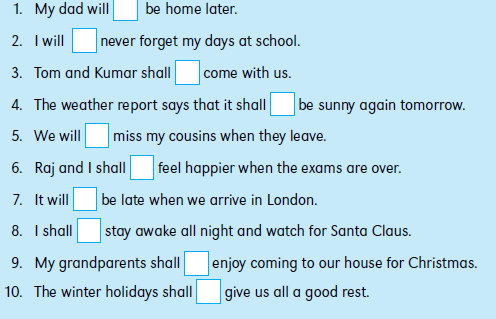 1. My dad will be home later.
2. I will never forget my days at school.
3. Tom and Kumar shall come with us.
4. The weather report says that it shall be sunny again tomorrow.
5. We will miss my cousins when they leave.
6. Raj and I shall feel happier when the exams are over.
7. It will be late when we arrive in London.
8. I shall stay awake all night and watch for Santa Claus.
9. My grandparents shall enjoy coming to our house for Christmas.
10. The winter holidays shall give us all a good rest.